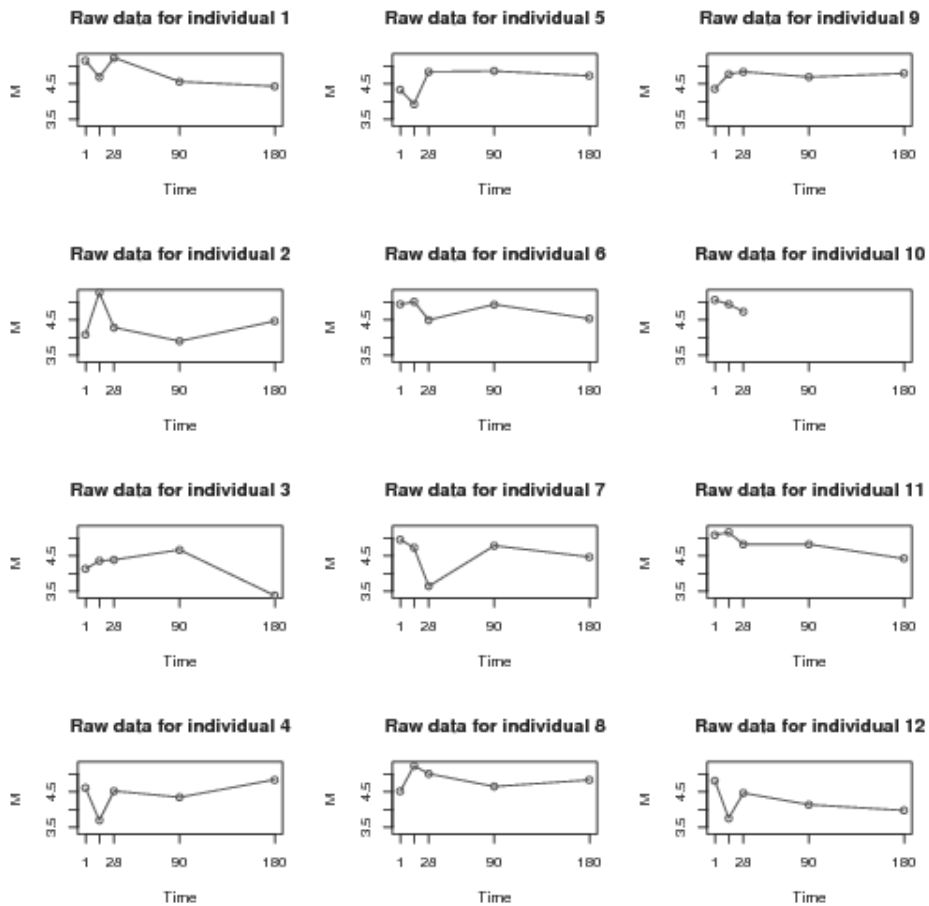 Raw data for individual 1
M
4.5
3.5
1 28 90 180
Time
Raw data for individual 5
M
4.5
3.5
1 28 90 180
Time
Raw data for individual 9
M
4.5
3.5
1 28 90 180
Time
Raw data for individual 2
M
4.5
3.5
1 28 90 180
Time
Raw data for individual 6
M
4.5
3.5
1 28 90 180
Time
Raw data for individual 10
M
4.5
3.5
1 28 90 180
Time
Raw data for individual 3
M
4.5
3.5
1 28 90 180
Time
Raw data for individual 7
M
4.5
3.5
1 28 90 180
Time
Raw data for individual 11
M
4.5
3.5
1 28 90 180
Time
Raw data for individual 4
M
4.5
3.5
1 28 90 180
Time
Raw data for individual 8
M
4.5
3.5
1 28 90 180
Time
Raw data for individual 12
M
4.5
3.5
1 28 90 180
Time